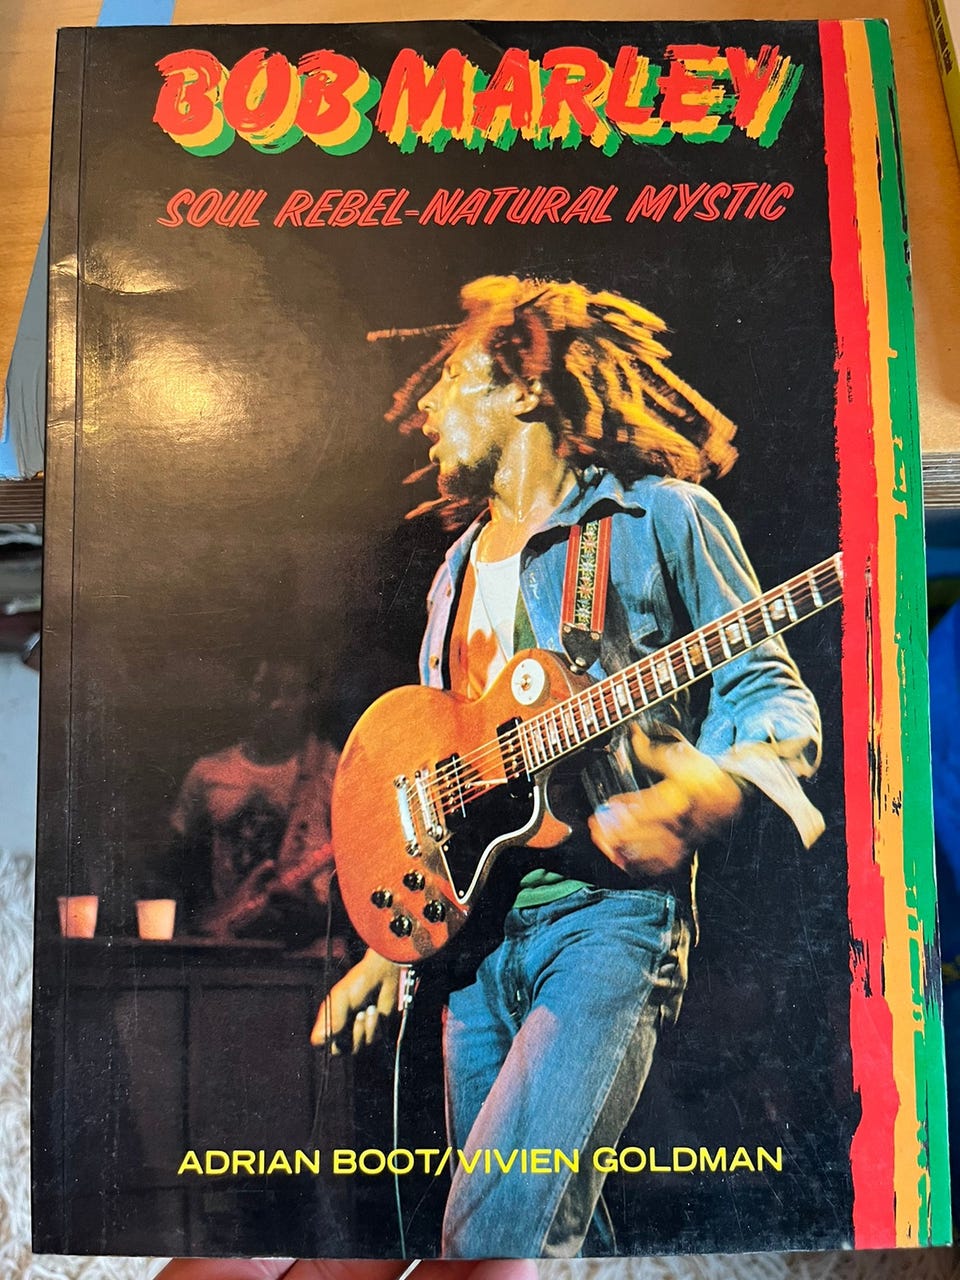 BOB MARLEY
SOUL REBEL-NATURAL MYSTIC
ADRIAN BOOT/VIVIEN GOLDMAN